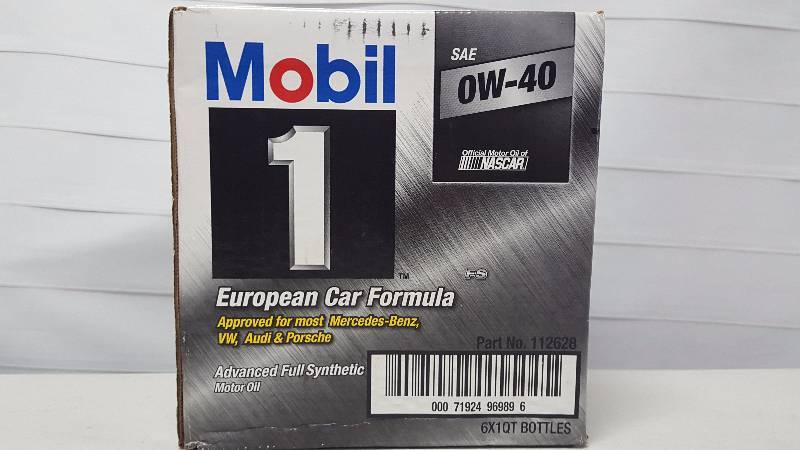 Mobil
1
TM
SAE
0W-40
Official Motor Oil of
NASCAR
FS
European Car Formula
Approved for most Mercedes-Benz,
VW, Audi & Porsche
Advanced Full Synthetic
Motor Oil
Part No. 112628
000 71924 96989 6
6X1QT BOTTLES